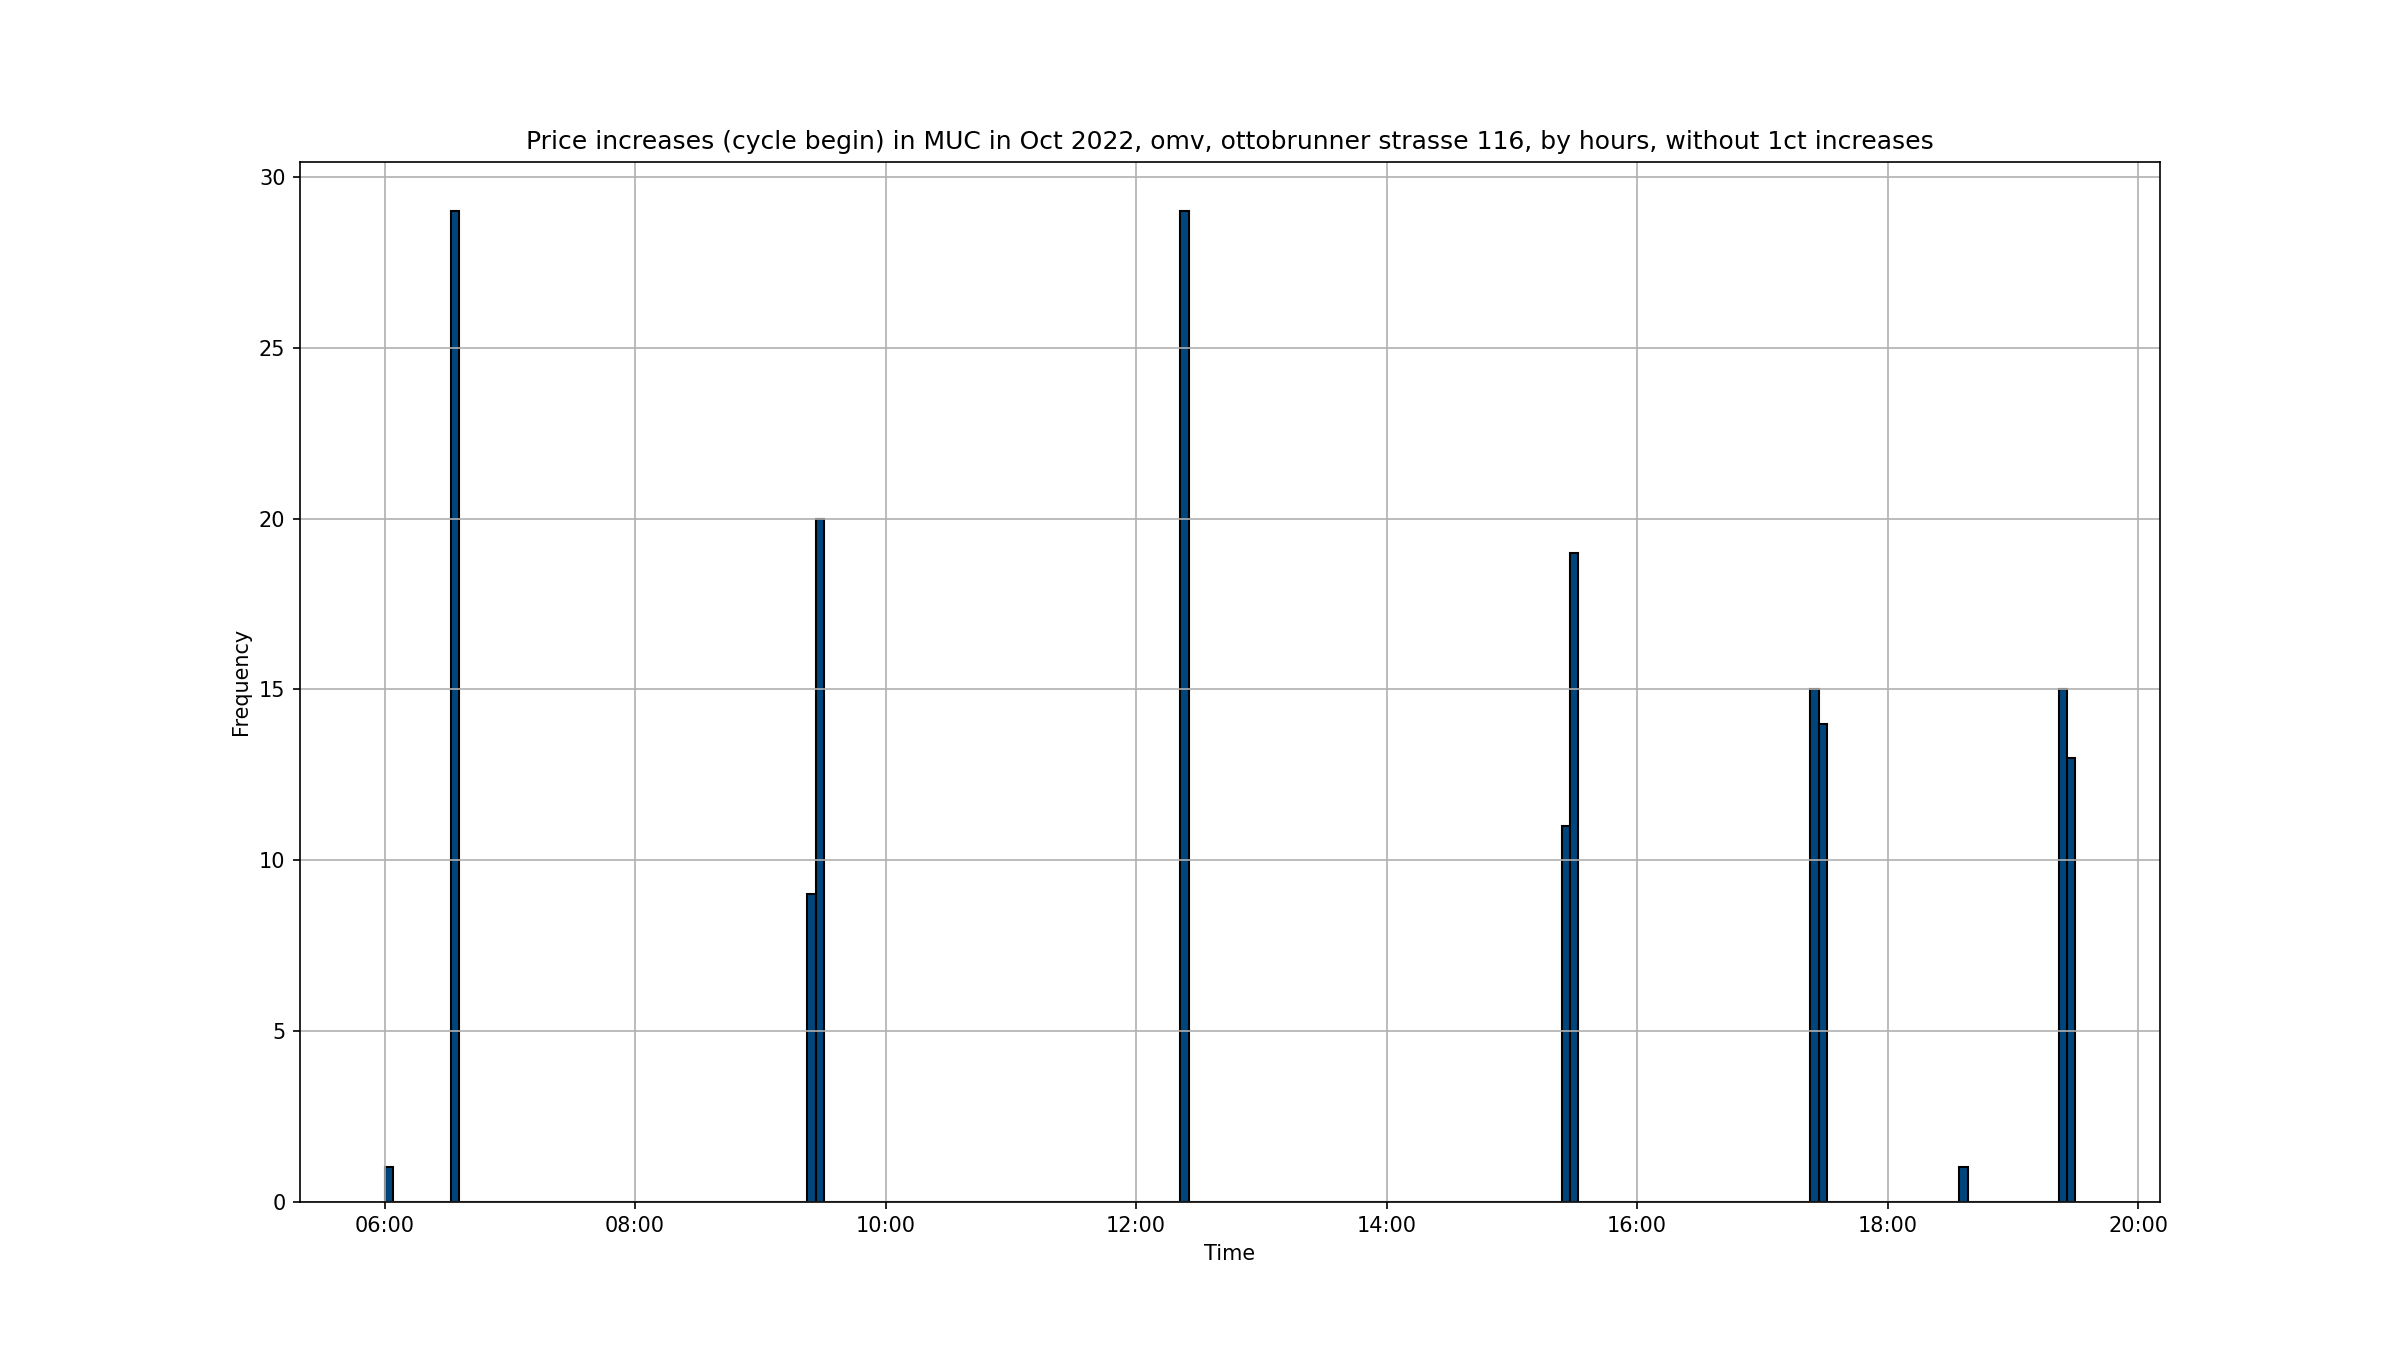 Price increases (cycle begin) in MUC in Oct 2022, omv, ottobrunner strasse 116, by hours, without 1ct increases
30
25
20
15
10
5
0
Frequency
06:00 08:00 10:00 12:00 14:00 16:00 18:00 20:00
Time